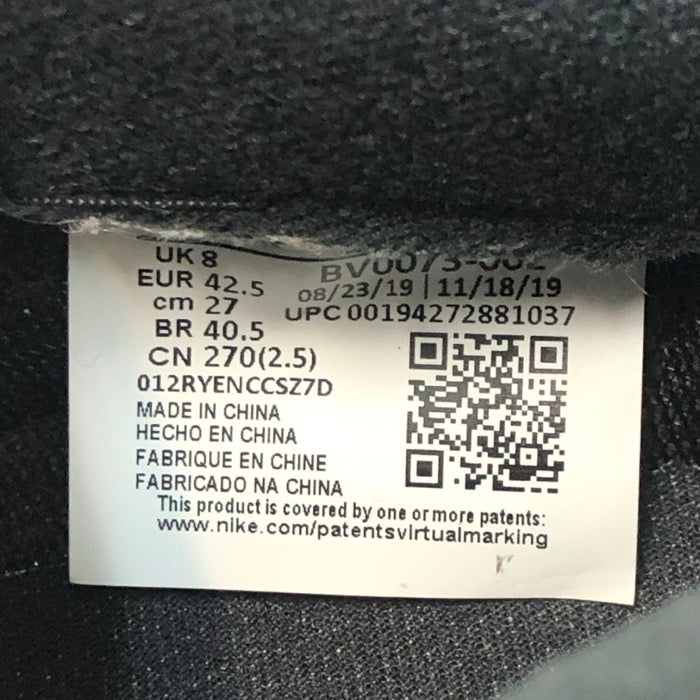 UK 8
EUR 42.5
cm 27
BR 40.5
CN 270(2.5)
012RYENCCSZ7D
MADE IN CHINA
HECHO EN CHINA
FABRIQUE EN CHINE
FABRICADO NA CHINA
08/23/19 | 11/18/19
UPC 00194272881037
This product is covered by one or more patents:
www.nike.com/patentsvirtualmarking